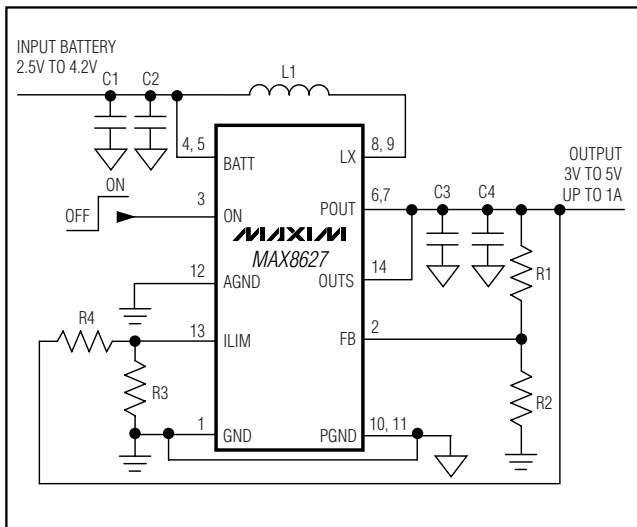 INPUT BATTERY
2.5V TO 4.2V
C1
C2
L1
4, 5
BATT
LX
8, 9
OUTPUT
3V TO 5V
UP TO 1A
ON
OFF
3
ON
POUT
6,7
C3
C4
MAXIM
MAX8627
12
AGND
OUTS
14
R1
R4
13
ILIM
FB
2
R3
R2
1
GND
PGND
10, 11